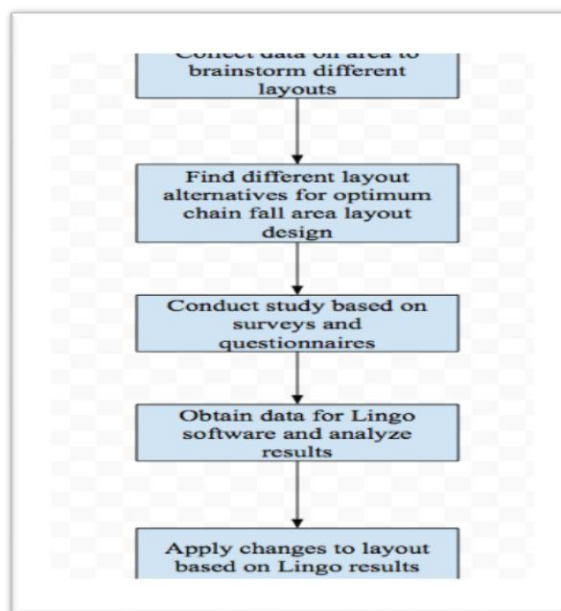 Collect data on area to
brainstorm different
layouts
Find different layout
alternatives for optimum
chain fall area layout
design
Conduct study based on
surveys and
questionnaires
Obtain data for Lingo
software and analyze
results
Apply changes to layout
based on Lingo results